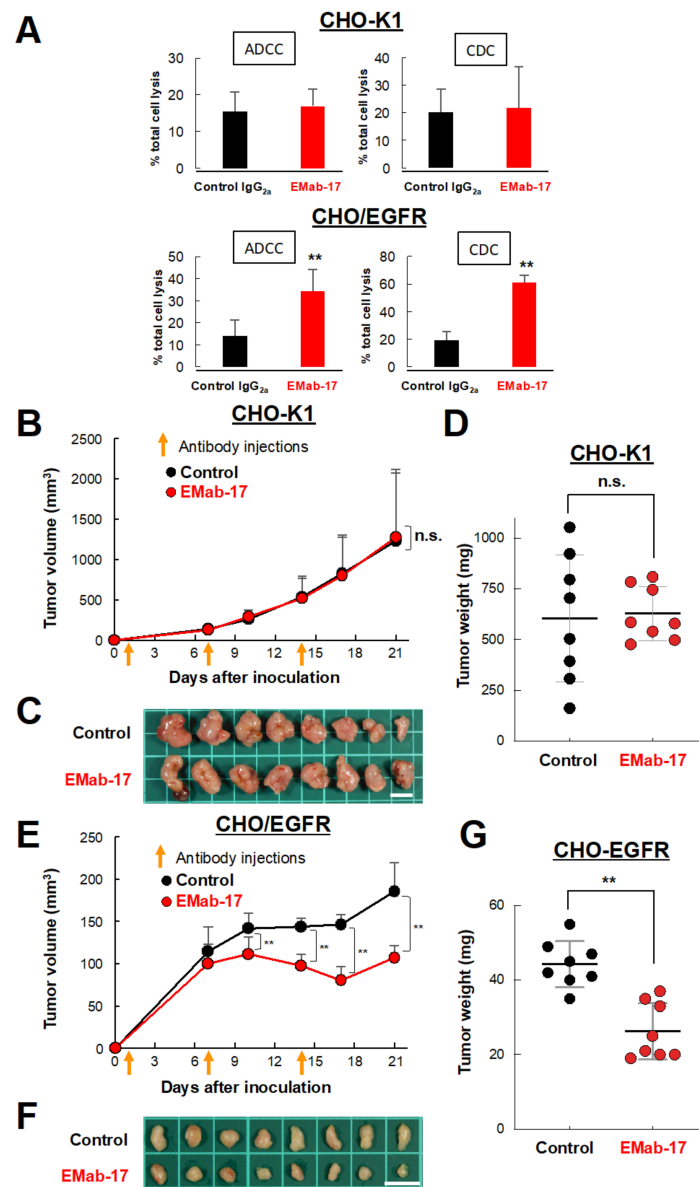 A
CHO-K1
ADCC
CDC
% total cell lysis
30
20
10
0
Control IgG2a
EMab-17
% total cell lysis
40
30
20
10
0
Control IgG2a
EMab-17
CHO/EGFR
ADCC
CDC
% total cell lysis
50
40
30
20
10
0
**
Control IgG2a
EMab-17
% total cell lysis
80
60
40
20
0
**
Control IgG2a
EMab-17
B
CHO-K1
Tumor volume (mm3)
2500
2000
1500
1000
500
0
Antibody injections
Control
EMab-17
n.s.
0 3 6 9 12 15 18 21
Days after inoculation
D
CHO-K1
n.s.
Tumor weight (mg)
1000
750
500
250
0
Control
EMab-17
C
Control
EMab-17
E
CHO/EGFR
Tumor volume (mm3)
250
200
150
100
50
0
Antibody injections
Control
EMab-17
**
**
**
**
0 3 6 9 12 15 18 21
Days after inoculation
G
CHO-EGFR
**
Tumor weight (mg)
60
40
20
0
Control
EMab-17
F
Control
EMab-17